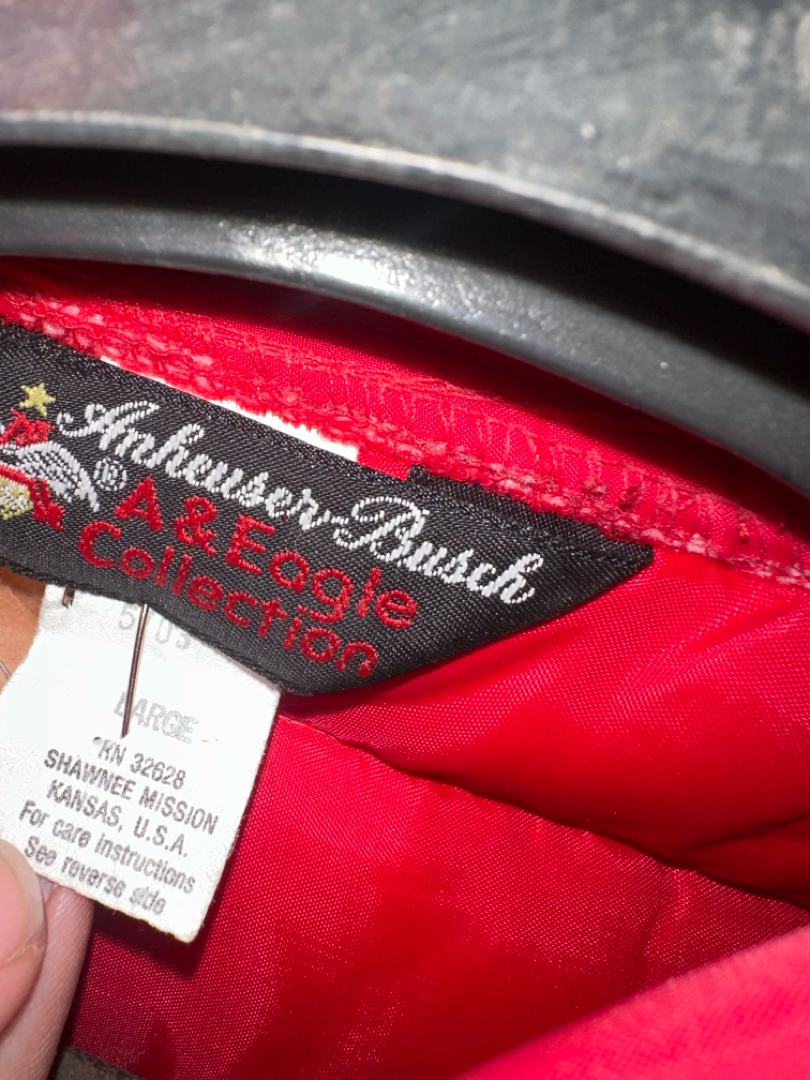 Anheuser-Busch
®
A & Eagle
Collection
LARGE
RN 32628
SHAWNEE MISSION
KANSAS, U.S.A.
For care instructions
See reverse side